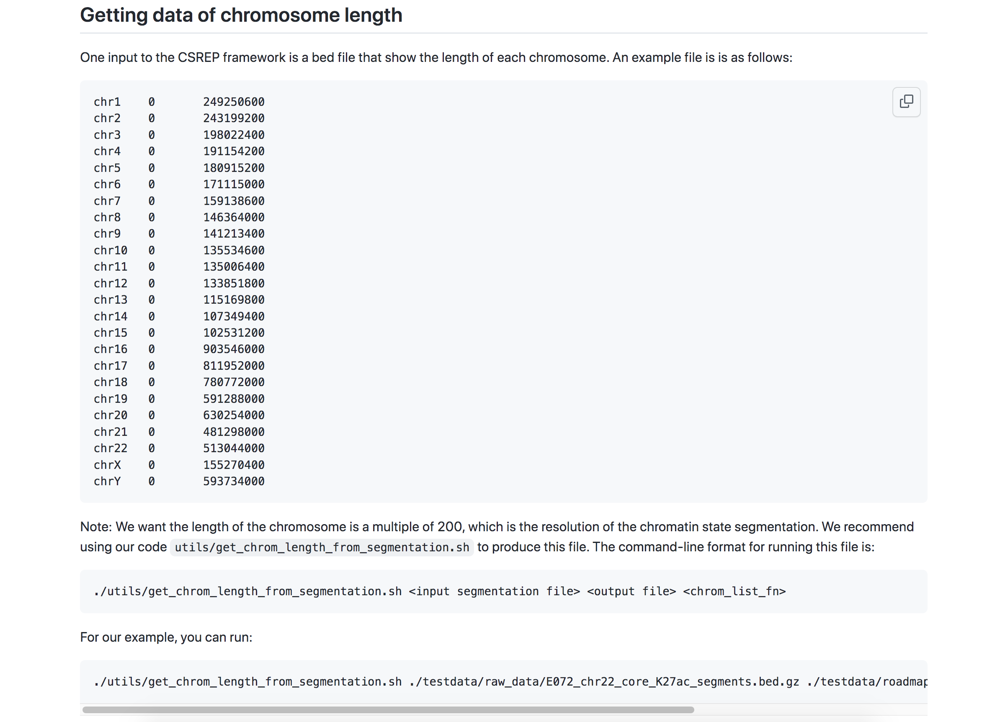 Getting data of chromosome length
One input to the CSREP framework is a bed file that show the length of each chromosome. An example file is is as follows:
chr1 0 249250600
chr2 0 243199200
chr3 0 198022400
chr4 0 191154200
chr5 0 180915200
chr6 0 171115000
chr7 0 159138600
chr8 0 146364000
chr9 0 141213400
chr10 0 135534600
chr11 0 135006400
chr12 0 133851800
chr13 0 115169800
chr14 0 107349400
chr15 0 102531200
chr16 0 903546000
chr17 0 811952000
chr18 0 780772000
chr19 0 591288000
chr20 0 630254000
chr21 0 481298000
chr22 0 513044000
chrX 0 155270400
chrY 0 593734000
Note: We want the length of the chromosome is a multiple of 200, which is the resolution of the chromatin state segmentation. We recommend
using our code utils/get_chrom_length_from_segmentation.sh to produce this file. The command-line format for running this file is:
./utils/get_chrom_length_from_segmentation.sh <input segmentation file> <output file> <chrom_list_fn>
For our example, you can run:
./utils/get_chrom_length_from_segmentation.sh ./testdata/raw_data/E072_chr22_core_K27ac_segments.bed.gz ./testdata/roadmap